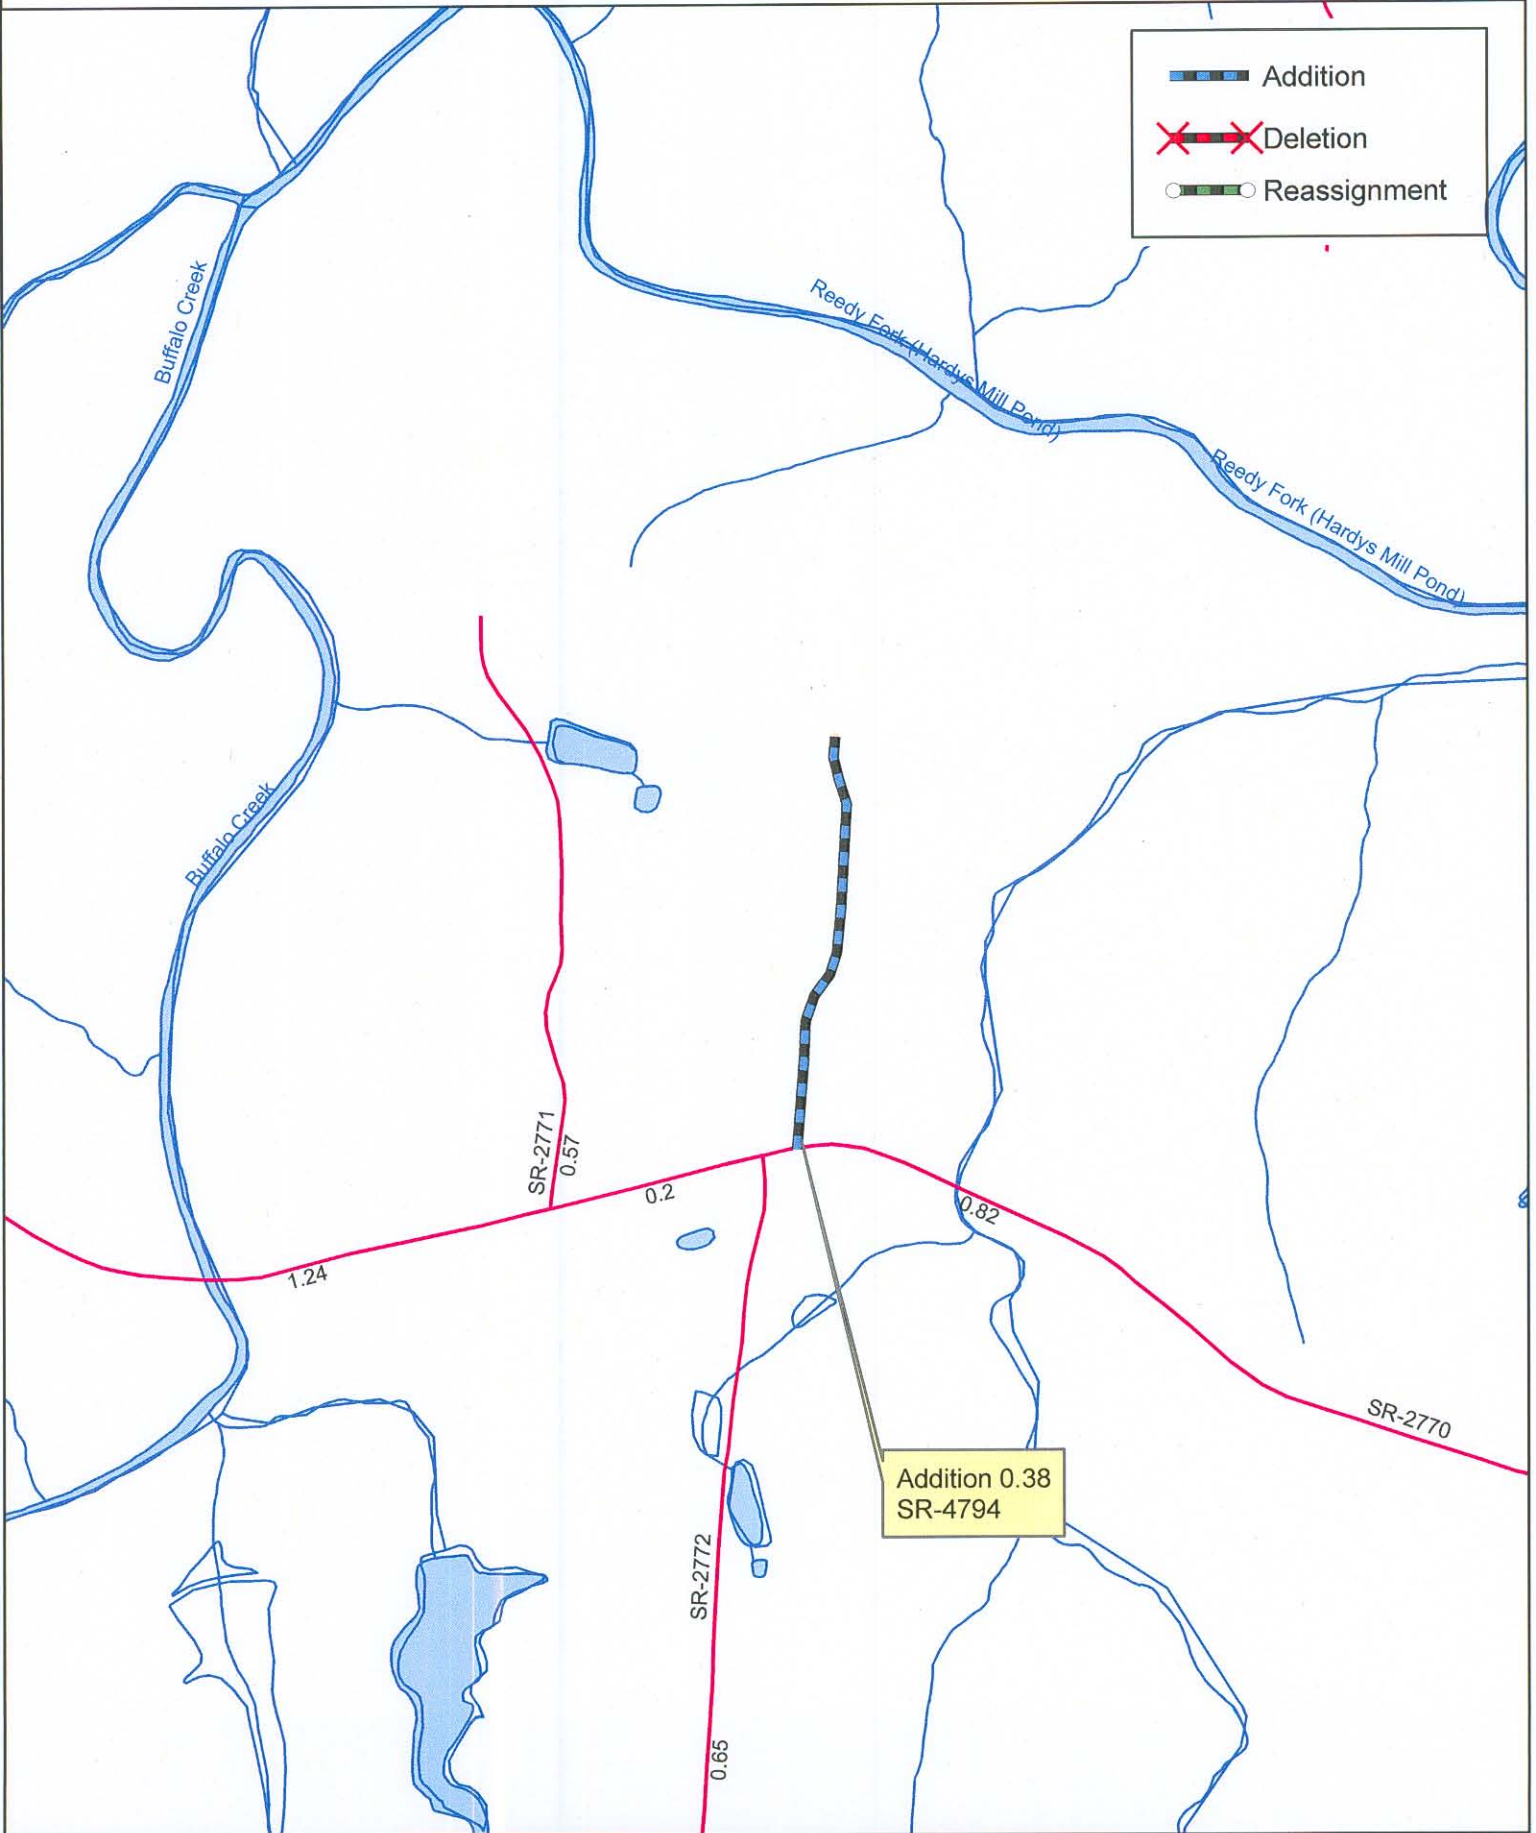 Addition
Deletion
Reassignment
Buffalo Creek
Reedy Fork (Hardys Mill Pond)
Reedy Fork (Hardys Mill Pond)
Buffalo Creek
SR-2771
0.57
0.2
0.82
1.24
SR-2770
Addition 0.38
SR-4794
SR-2772
0.65